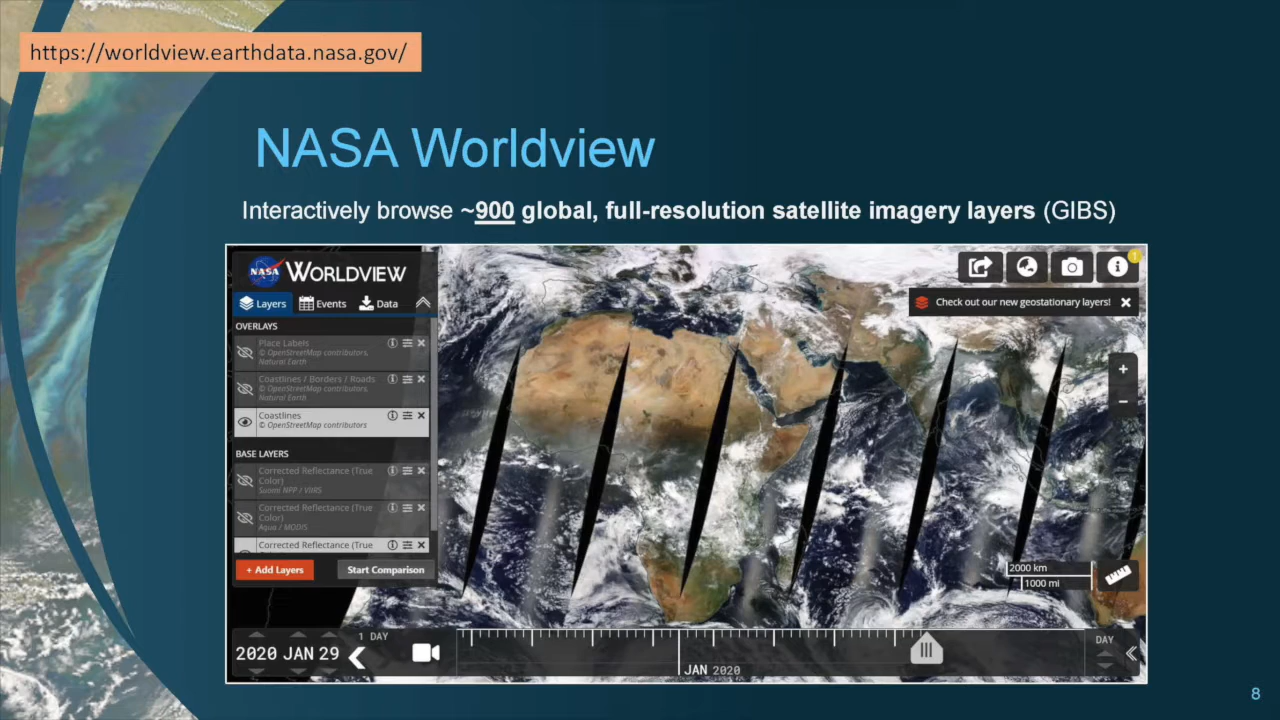 https://worldview.earthdata.nasa.gov/
NASA Worldview
Interactively browse ~900 global, full-resolution satellite imagery layers (GIBS)
NASA WORLDVIEW
Layers Events Data
OVERLAYS
Place Labels
© OpenStreetMap contributors,
Natural Earth
Coastlines / Borders / Roads
© OpenStreetMap contributors,
Natural Earth
Coastlines
© OpenStreetMap contributors
BASE LAYERS
Corrected Reflectance (True
Color)
Suomi NPP / VIIRS
Corrected Reflectance (True
Color)
Aqua / MODIS
Corrected Reflectance (True
+ Add Layers Start Comparison
Check out our new geostationary layers!
2000 km
1000 mi
1 DAY
2020 JAN 29
JAN 2020
DAY
8